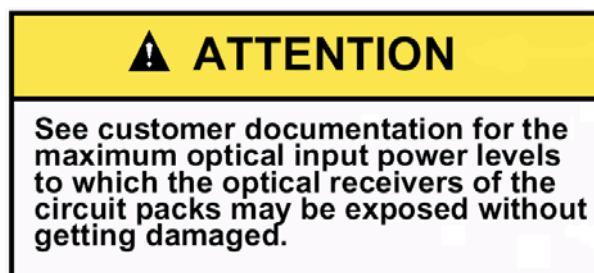 ATTENTION
See customer documentation for the
maximum optical input power levels
to which the optical receivers of the
circuit packs may be exposed without
getting damaged.